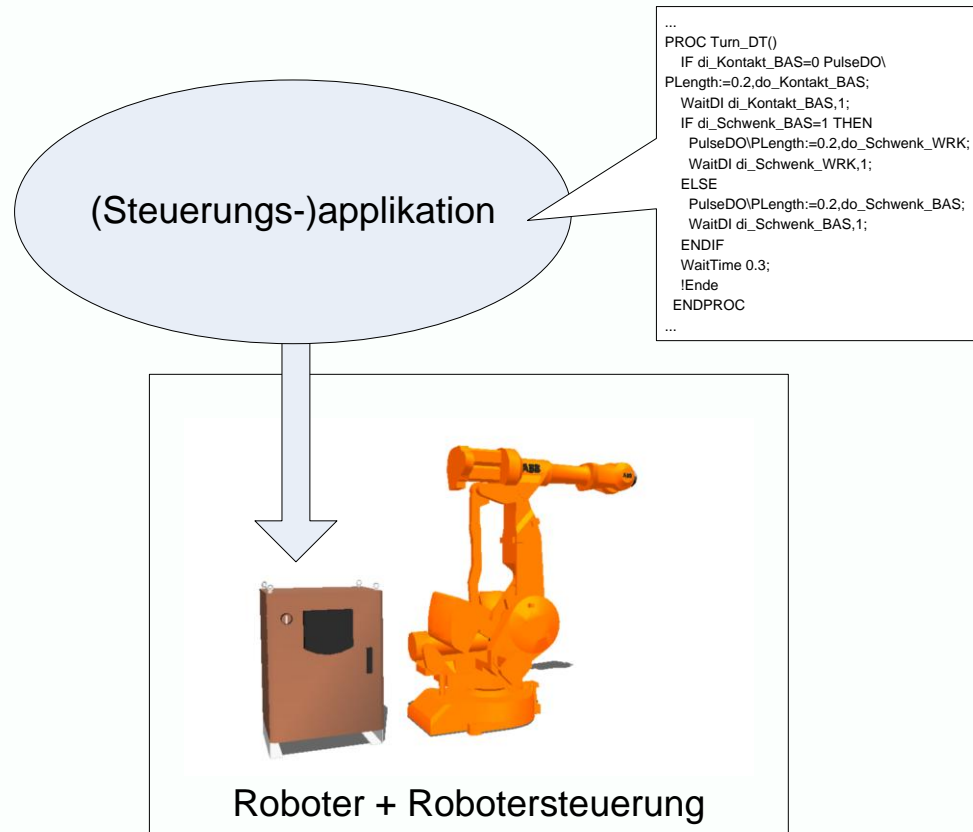 ...
PROC Turn_DT()
IF di_Kontakt_BAS=0 PulseDO\
PLength:=0.2,do_Kontakt_BAS;
WaitDI di_Kontakt_BAS,1;
IF di_Schwenk_BAS=1 THEN
PulseDO\PLength:=0.2,do_Schwenk_WRK;
WaitDI di_Schwenk_WRK,1;
ELSE
PulseDO\PLength:=0.2,do_Schwenk_BAS;
WaitDI di_Schwenk_BAS,1;
ENDIF
WaitTime 0.3;
!Ende
ENDPROC
...
(Steuerungs-)applikation
ABB
ABB
Roboter + Robotersteuerung